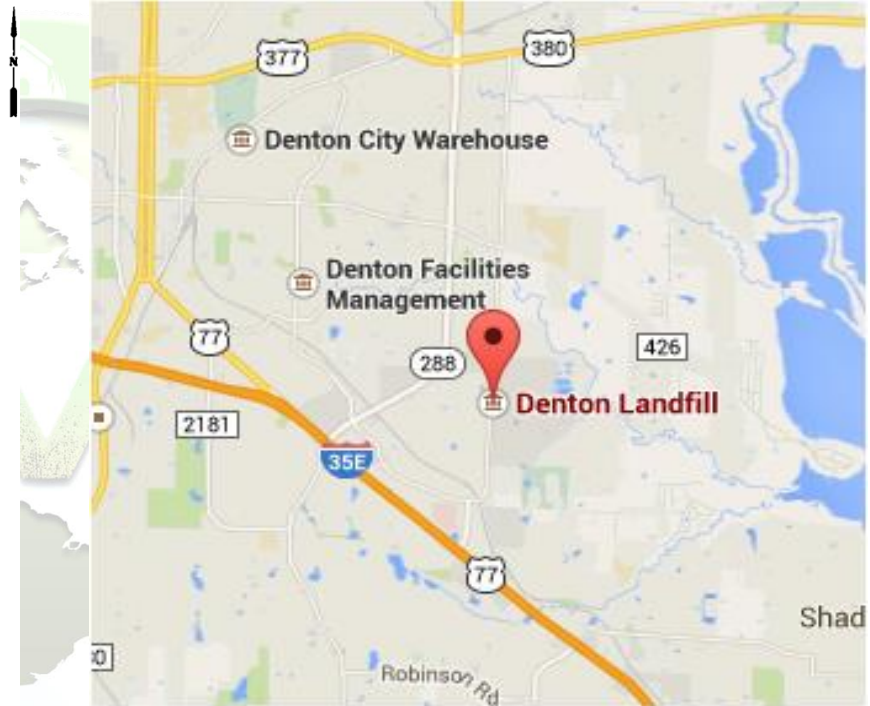 N
377
380
Denton City Warehouse
Denton Facilities
Management
77
288
426
Denton Landfill
2181
35E
77
Shad
0
Robinson Rd